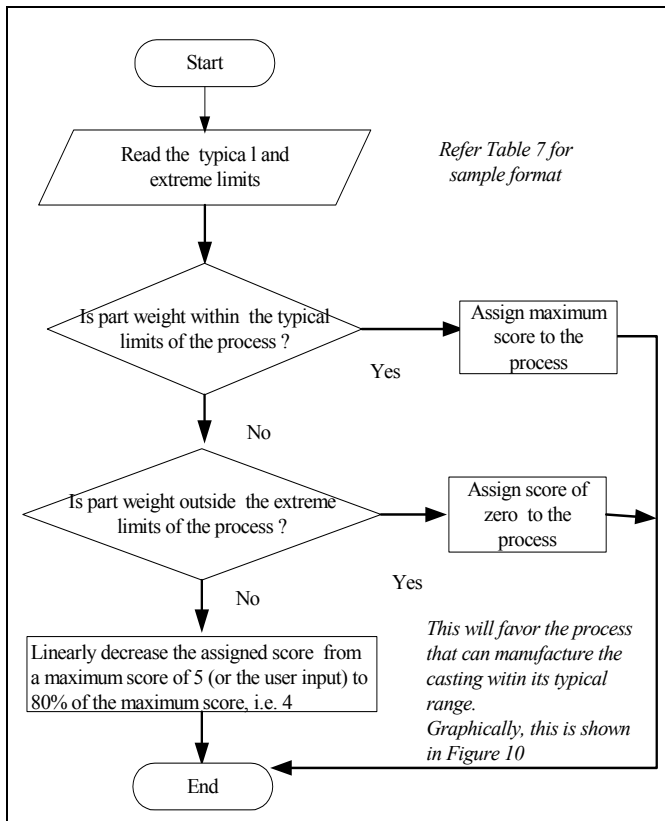 Start
Read the typica l and
extreme limits
Refer Table 7 for
sample format
Is part weight within the typical
limits of the process ?
Assign maximum
score to the
process
Yes
No
Is part weight outside the extreme
limits of the process ?
Assign score of
zero to the
process
Yes
No
Linearly decrease the assigned score from
a maximum score of 5 (or the user input) to
80% of the maximum score, i.e. 4
This will favor the process
that can manufacture the
casting witin its typical
range.
Graphically, this is shown
in Figure 10
End